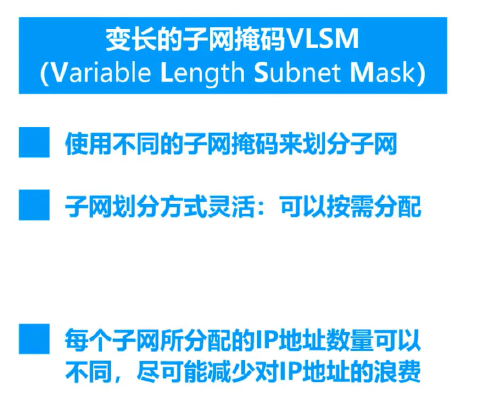 变长的子网掩码VLSM
（Variable Length Subnet Mask）
使用不同的子网掩码来划分子网
子网划分方式灵活：可以按需分配
每个子网所分配的IP地址数量可以
不同，尽可能减少对IP地址的浪费